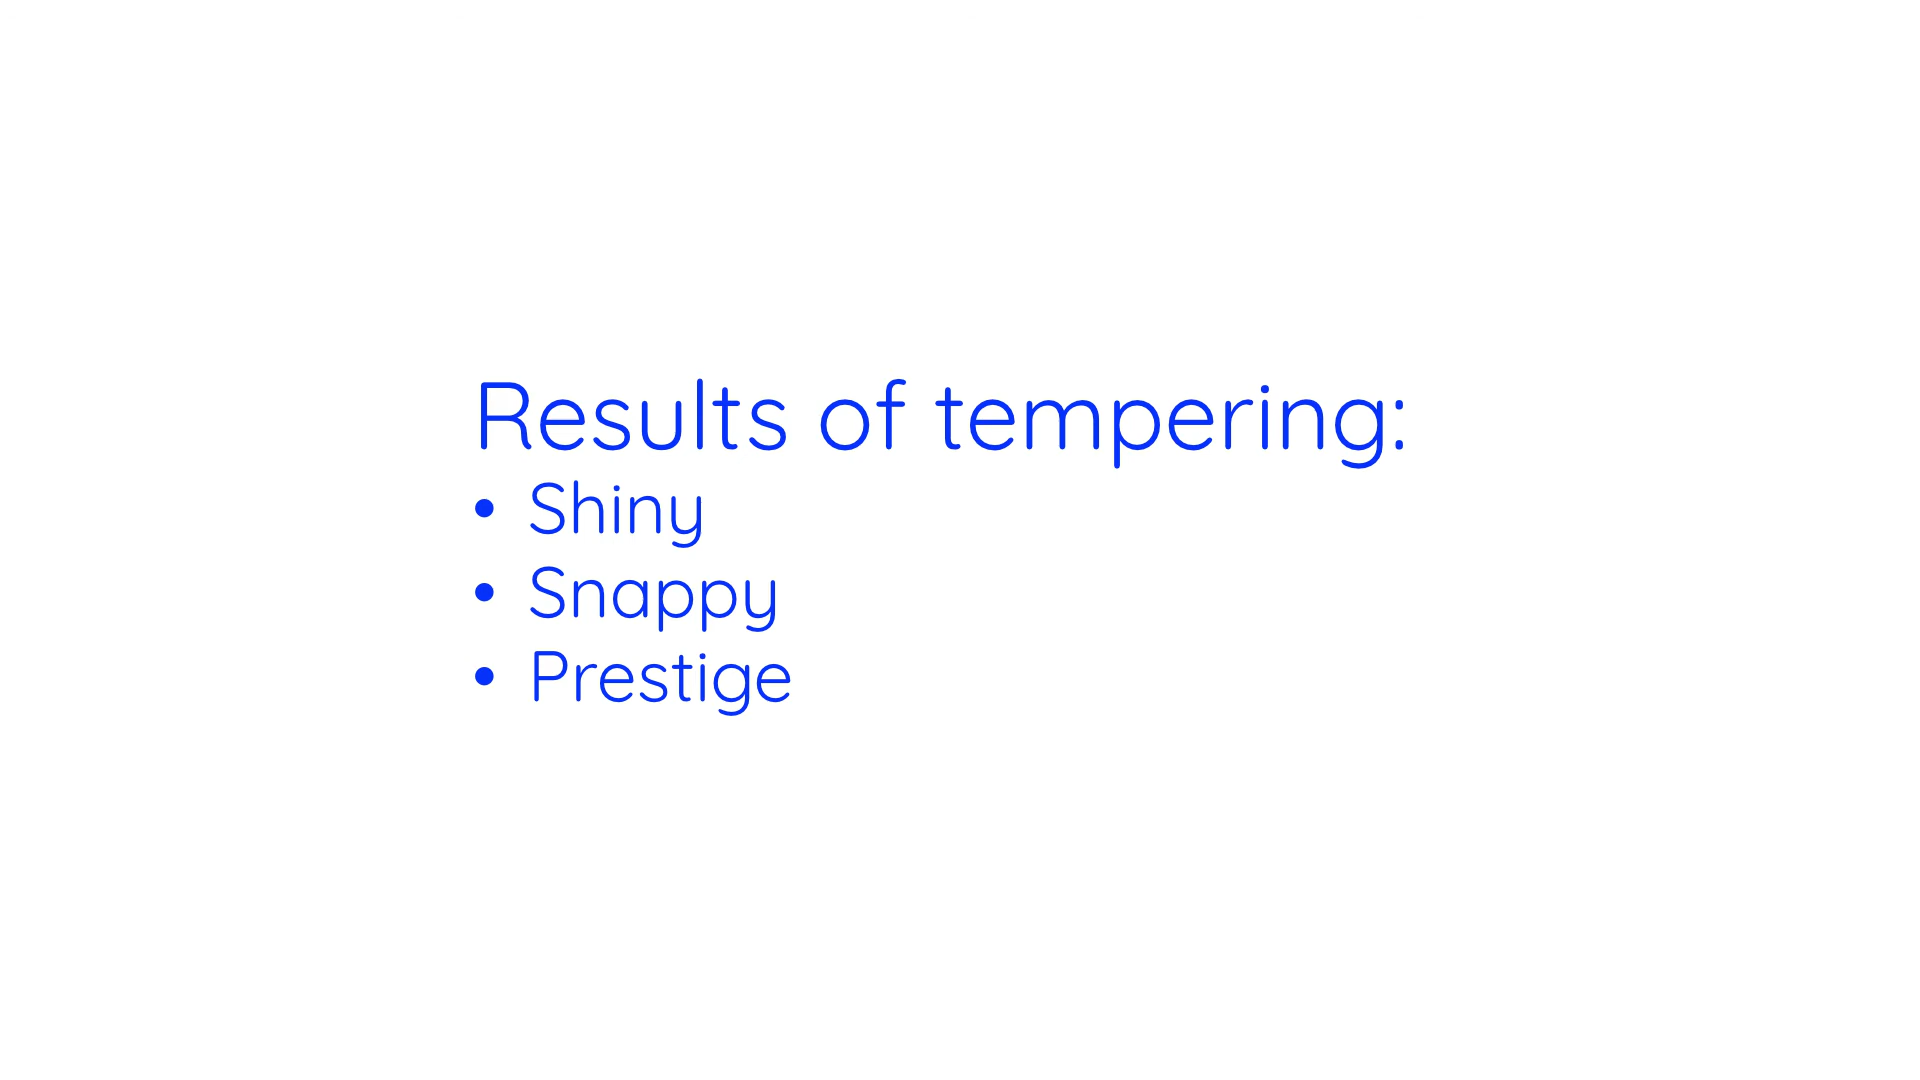 Results of tempering:
• Shiny
• Snappy
• Prestige